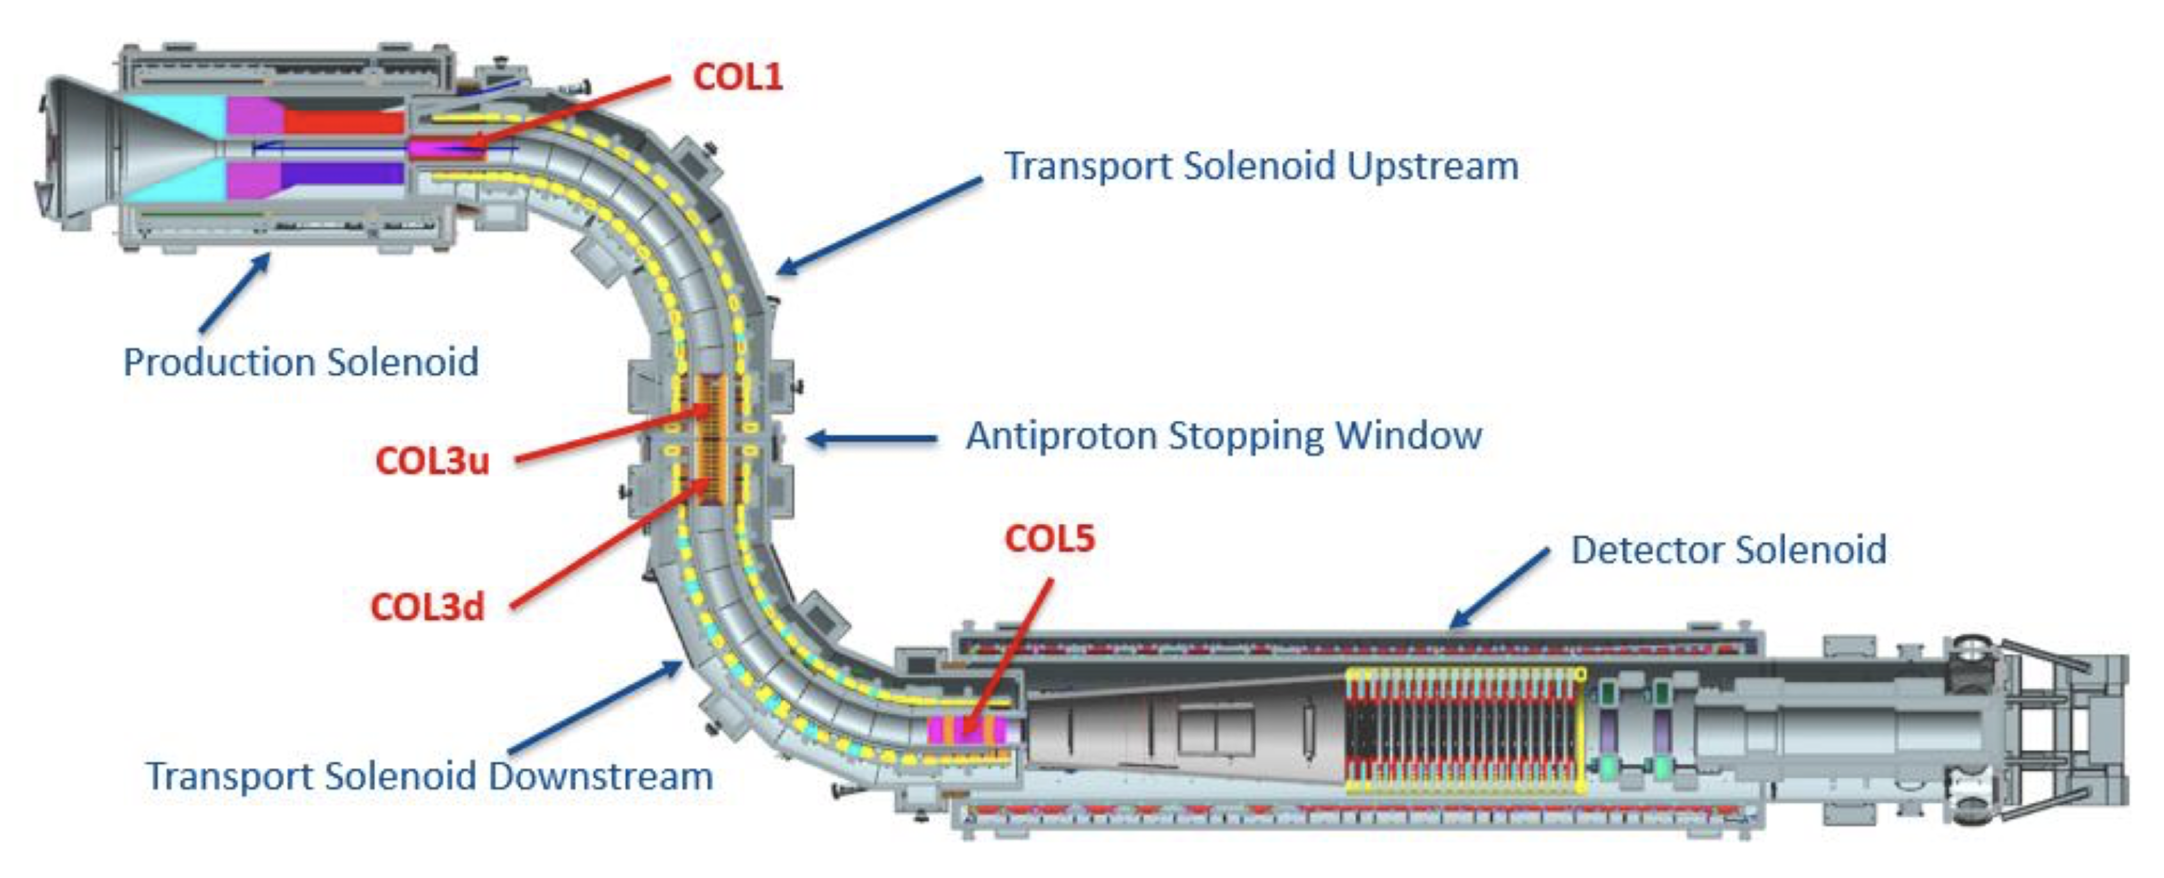 COL1
Transport Solenoid Upstream
Production Solenoid
Antiproton Stopping Window
COL3u
COL5
Detector Solenoid
COL3d
Transport Solenoid Downstream